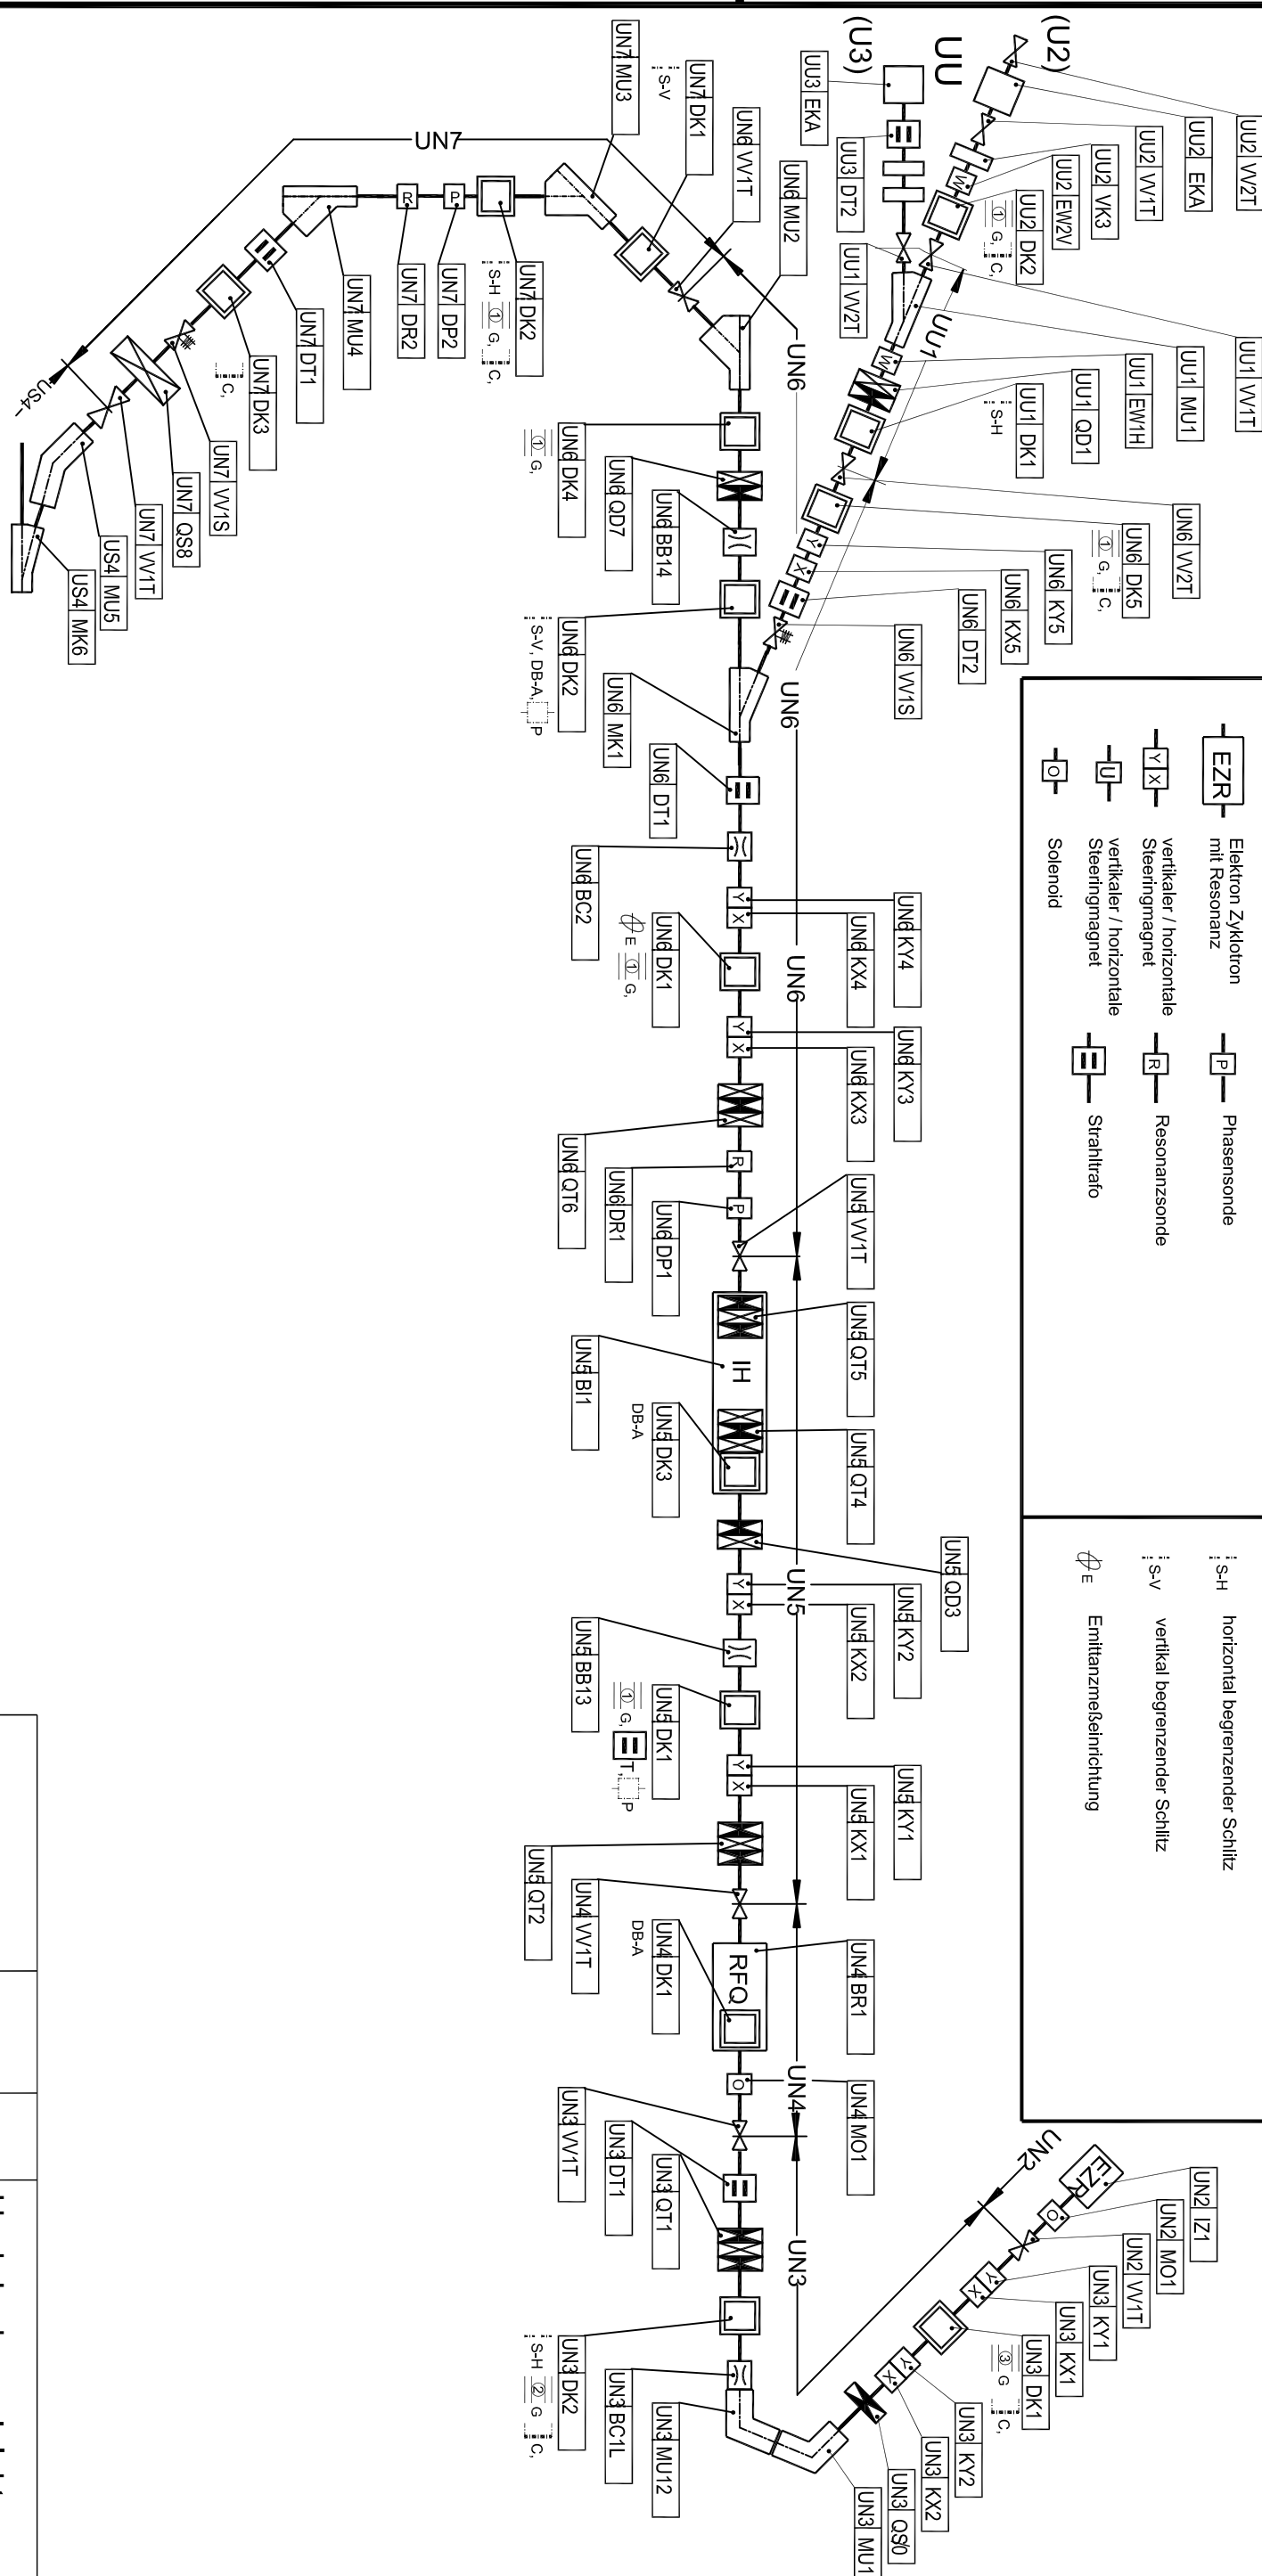 (U2)
UU
(U3)
UU2 VV2T
UU2 EKA
UU2 VV1T
UU2 VK3
UU2 EW2V
UU2 DK2
① G, C,
UU3 EKA
UU3 DT2
UU1 VV2T
UU1
UU1 VV1T
UU1 MU1
UU1 EW1H
UU1 QD1
UU1 DK1
S-H
W
W
UN6 VV2T
UN6 DK5
① G, C,
UN6 KY5
UN6 KX5
UN6 DT2
UN6 VV1S
Y
X
UN7
UN7 MU3
UN7 DK1
S-V
UN6 VV1T
UN6 MU2
UN7 DK2
S-H ① G, C,
UN7 DP2
UN7 DR2
P
R
UN7 MU4
UN7 DT1
UN7 DK3
C,
UN7 VV1S
UN7 QS8
UN7 VV1T
US4
US4 MU5
US4 MK6
UN6
UN6 DK4
① G,
UN6 QD7
UN6 BB14
UN6 DK2
S-V, DB-A, P
UN6 MK1
UN6
UN6 DT1
UN6 BC2
UN6 KY4
UN6 KX4
Y
X
UN6 DK1
E ① G,
UN6
UN6 KY3
UN6 KX3
Y
X
UN6 QT6
UN6 DR1
UN6 DP1
R
P
UN5 VV1T
UN5 QT5
IH
UN5 BI1
UN5 QT4
UN5 DK3
DB-A
UN5 QD3
UN5
UN5 KY2
UN5 KX2
Y
X
UN5 BB13
UN5 DK1
① G, T, P
UN5 KY1
UN5 KX1
Y
X
UN5 QT2
UN4 VV1T
UN4 BR1
RFQ
UN4 DK1
DB-A
UN4
UN4 MO1
O
UN3 VV1T
UN3 DT1
UN3 QT1
UN3
UN3 DK2
S-H ② G C,
UN3 BC1L
UN3 MU12
UN2
EZR
O
UN2 IZ1
UN2 MO1
UN2 VV1T
UN3 KY1
UN3 KX1
Y
X
UN3 DK1
③ G C,
UN3 KY2
UN3 KX2
Y
X
UN3 QS0
UN3 MU1
EZR
Elektron Zyklotron
mit Resonanz
Y X
vertikaler / horizontale
Steeringmagnet
U
vertikaler / horizontale
Steeringmagnet
O
Solenoid
P
Phasensonde
R
Resonanzsonde
Strahltrafo
S-H
horizontal begrenzender Schlitz
S-V
vertikal begrenzender Schlitz
E
Emittanzmeßeinrichtung